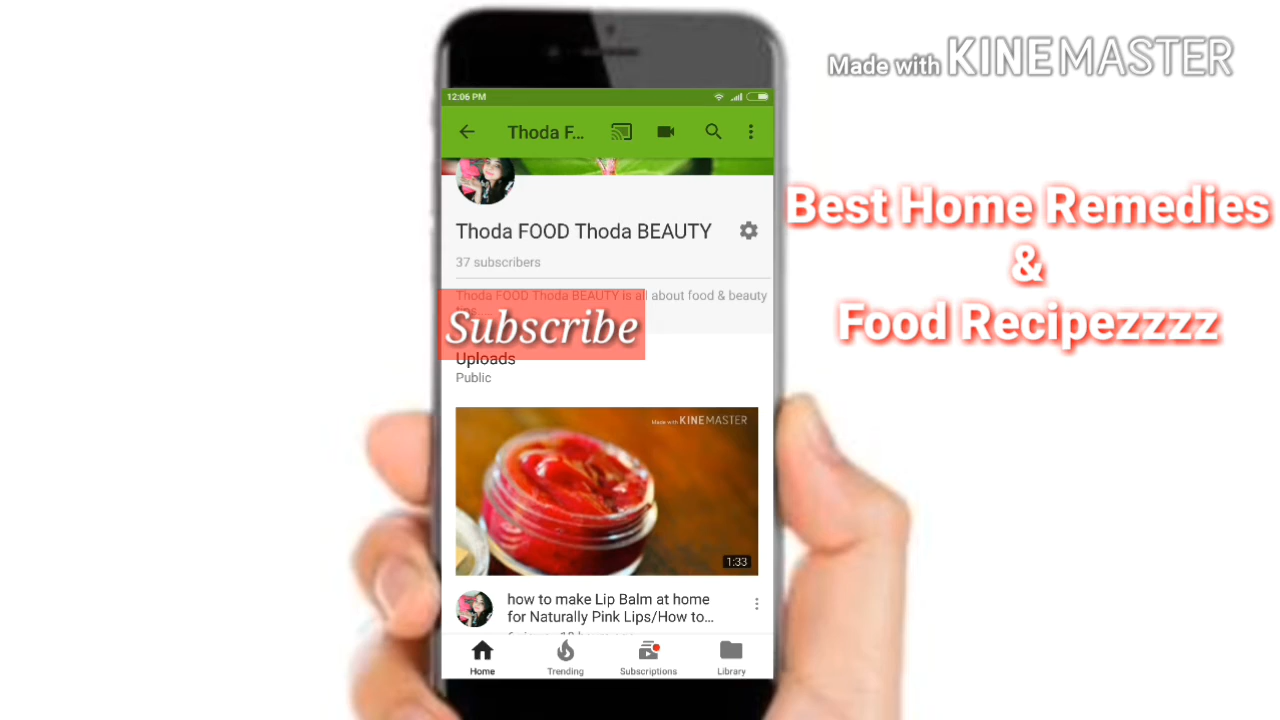 Made with KINEMASTER
12:06 PM
Thoda F...
Thoda FOOD Thoda BEAUTY
37 subscribers
Thoda FOOD Thoda BEAUTY is all about food & beauty
Subscribe
Uploads
Public
Made with KINEMASTER
1:33
how to make Lip Balm at home
for Naturally Pink Lips/How to...
Home
Trending
Subscriptions
Library
Best Home Remedies
&
Food Recipezzzz